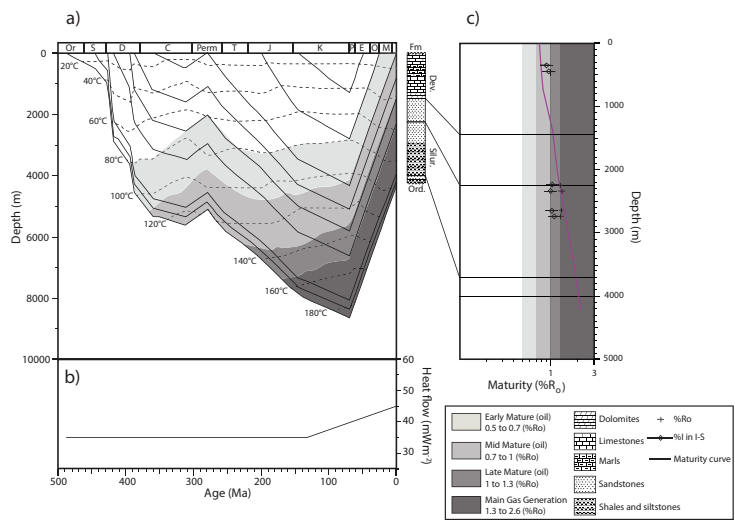 a)
c)
Or S D C Perm T J K P E O M
Fm
0
2000
4000
6000
8000
10000
Depth (m)
20°C
40°C
60°C
80°C
100°C
120°C
140°C
160°C
180°C
Dev.
Silur.
Ord.
0
1000
2000
3000
4000
5000
Depth (m)
1
3
Maturity (%Ro)
b)
60
50
40
30
Heat flow (mWm-2)
500
400
300
200
100
0
Age (Ma)
Early Mature (oil)
0.5 to 0.7 (%Ro)
Mid Mature (oil)
0.7 to 1 (%Ro)
Late Mature (oil)
1 to 1.3 (%Ro)
Main Gas Generation
1.3 to 2.6 (%Ro)
Dolomites
Limestones
Marls
Sandstones
Shales and siltstones
%Ro
%I in I-S
Maturity curve